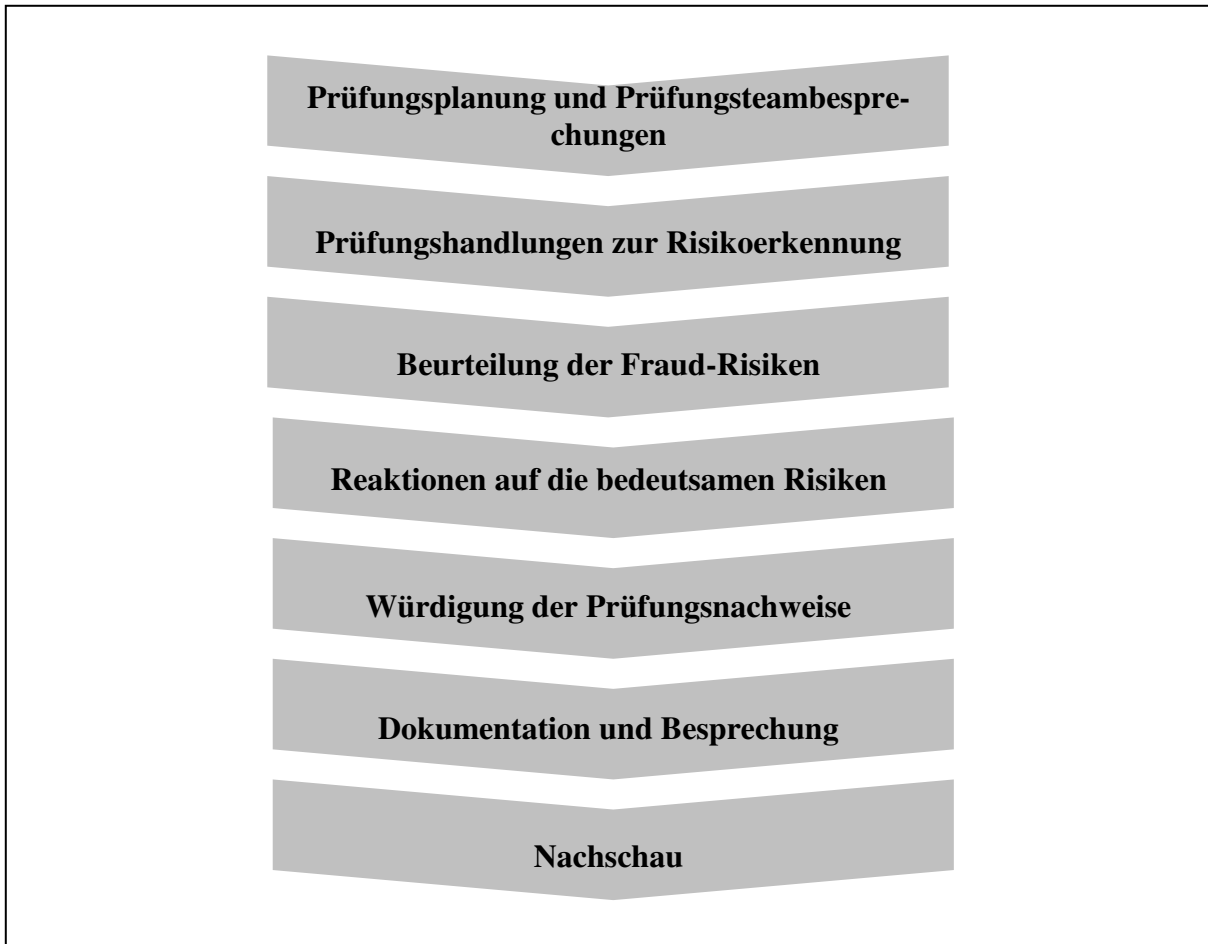 Prüfungsplanung und Prüfungsteambespre-
chungen
Prüfungshandlungen zur Risikoerkennung
Beurteilung der Fraud-Risiken
Reaktionen auf die bedeutsamen Risiken
Würdigung der Prüfungsnachweise
Dokumentation und Besprechung
Nachschau